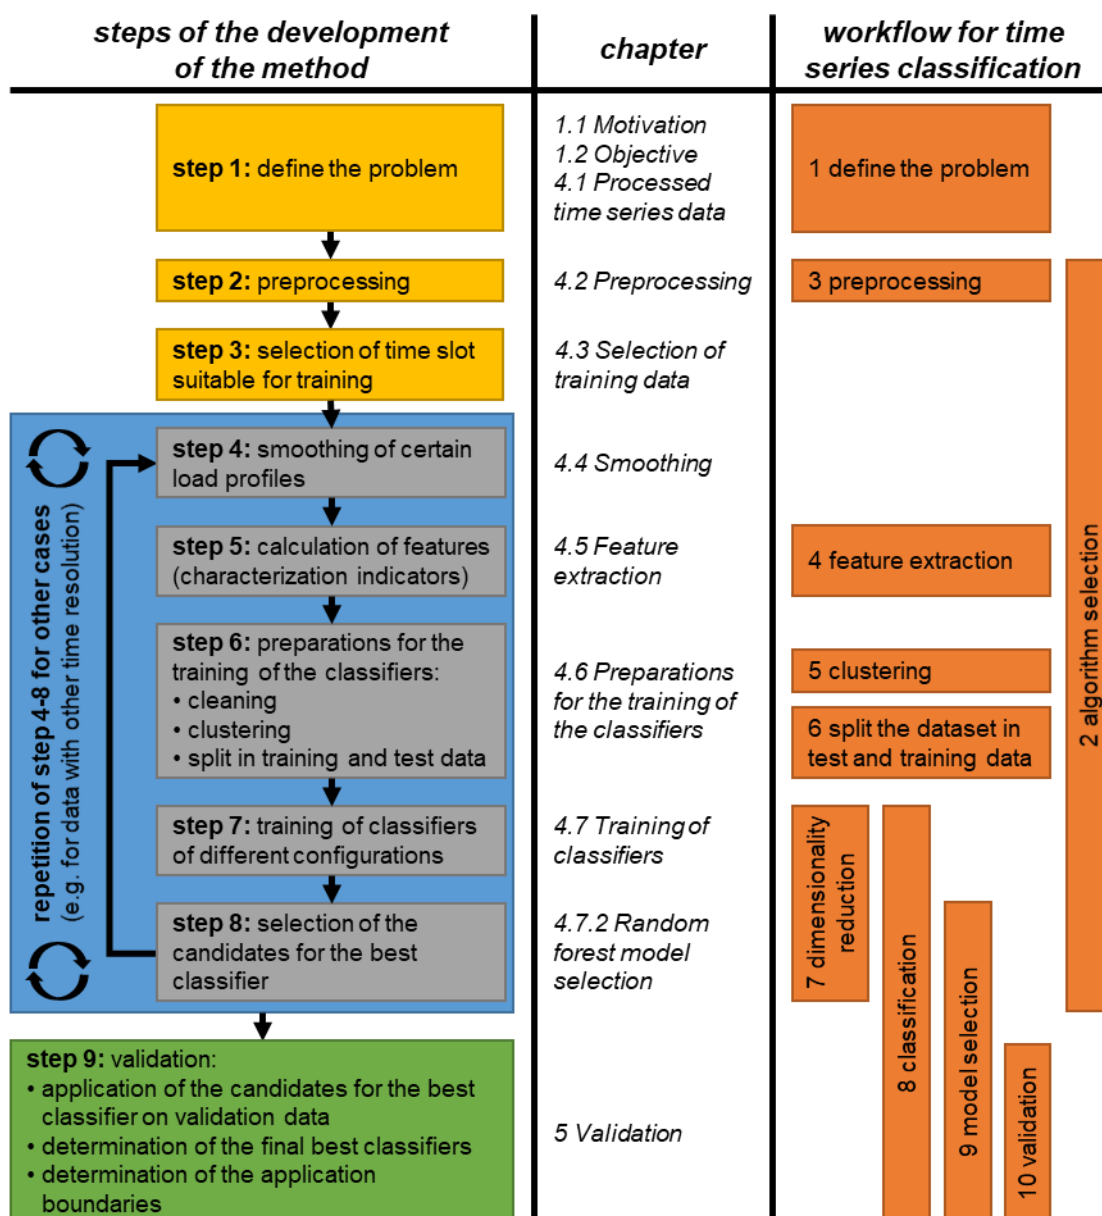 steps of the development
of the method
chapter
workflow for time
series classification
step 1: define the problem
1.1 Motivation
1.2 Objective
4.1 Processed
time series data
1 define the problem
step 2: preprocessing
4.2 Preprocessing
3 preprocessing
step 3: selection of time slot
suitable for training
4.3 Selection of
training data
2 algorithm selection
repetition of step 4-8 for other cases
(e.g. for data with other time resolution)
step 4: smoothing of certain
load profiles
4.4 Smoothing
step 5: calculation of features
(characterization indicators)
4.5 Feature
extraction
4 feature extraction
step 6: preparations for the
training of the classifiers:
• cleaning
• clustering
• split in training and test data
4.6 Preparations
for the training of
the classifiers
5 clustering
6 split the dataset in
test and training data
step 7: training of classifiers
of different configurations
4.7 Training of
classifiers
7 dimensionality
reduction
8 classification
step 8: selection of the
candidates for the best
classifier
4.7.2 Random
forest model
selection
9 model selection
step 9: validation:
• application of the candidates for the best
classifier on validation data
• determination of the final best classifiers
• determination of the application
boundaries
5 Validation
10 validation